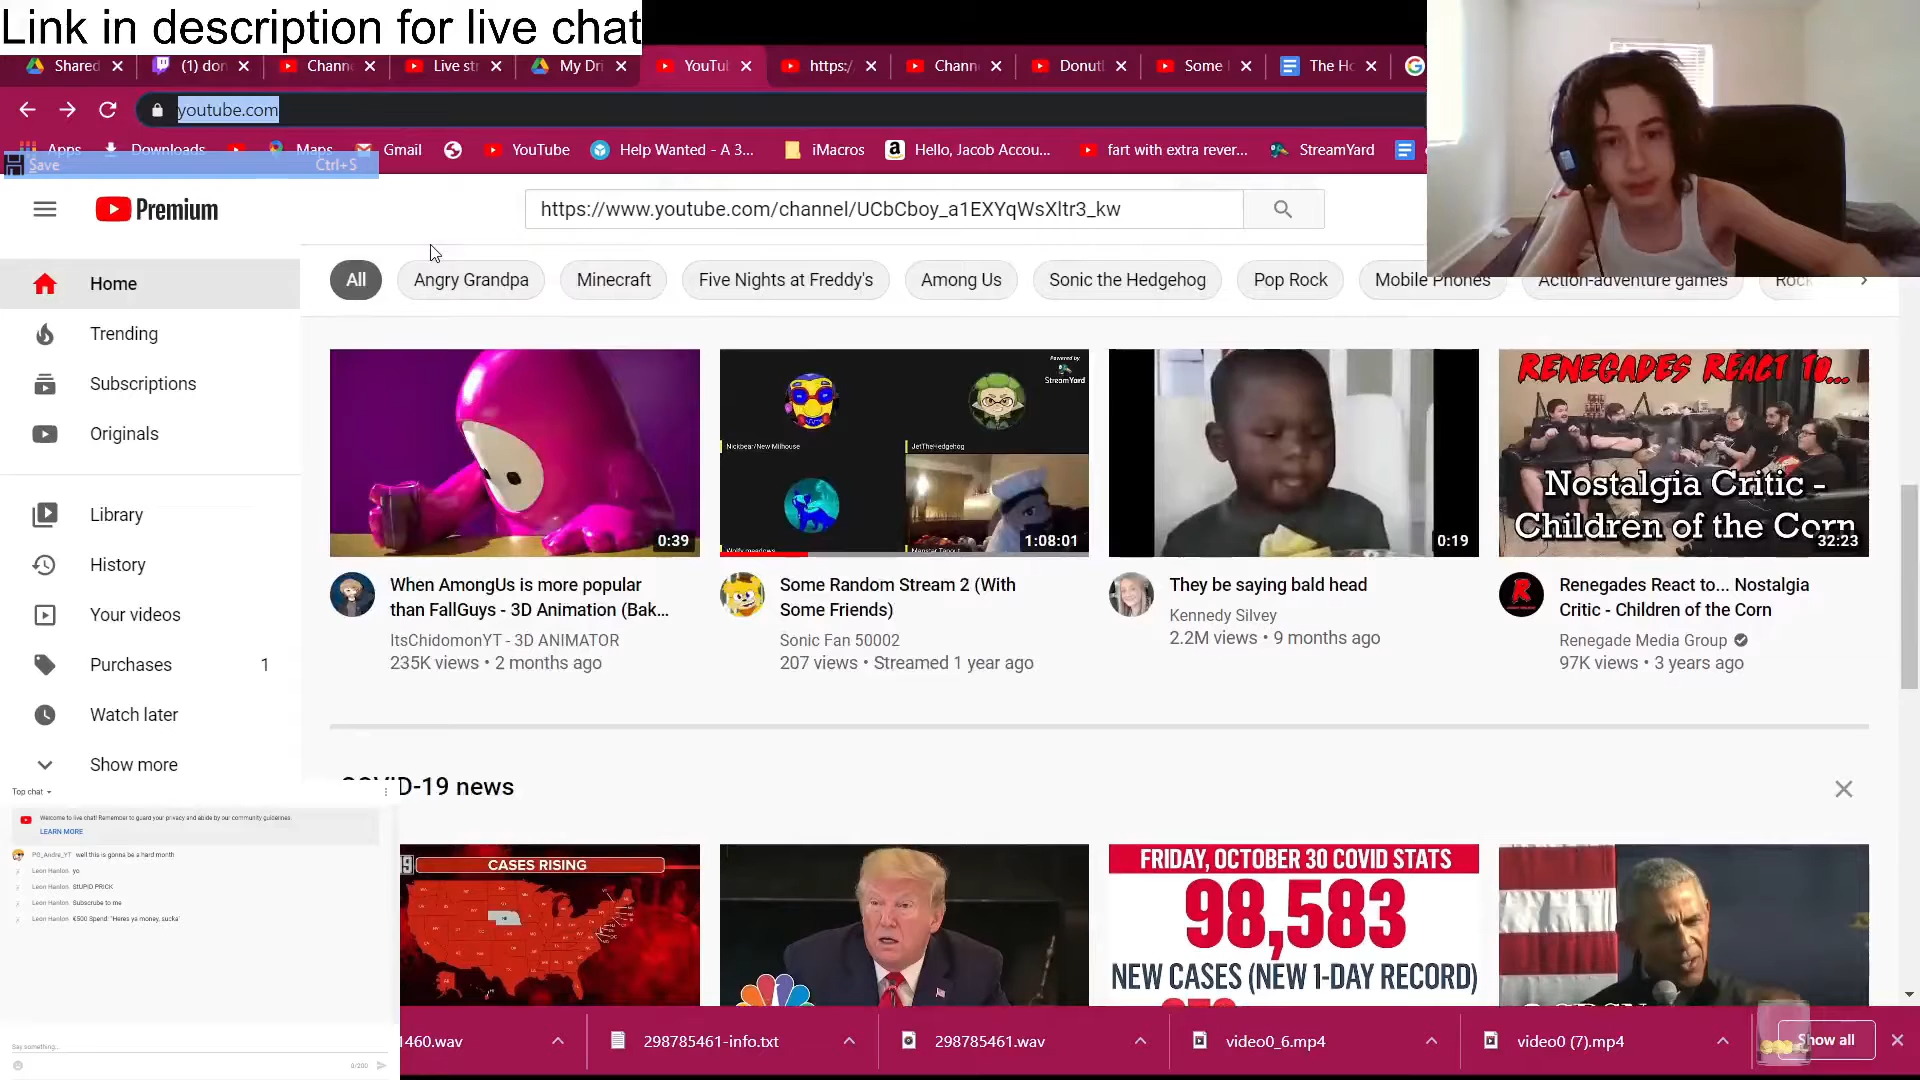 Link in description for live chat
Shared
(1) don
Chann
Live st
My Dri
YouTu
https:/
Chann
Donut
Some
The Ho
youtube.com
Apps
Downloads
Maps
Gmail
YouTube
Help Wanted - A 3...
iMacros
Hello, Jacob Accou...
fart with extra rever...
StreamYard
Save
Ctrl+S
Premium
https://www.youtube.com/channel/UCbCboy_a1EXYqWsXltr3_kw
All
Angry Grandpa
Minecraft
Five Nights at Freddy's
Among Us
Sonic the Hedgehog
Pop Rock
Mobile Phones
Action-adventure games
Rock
Home
Trending
Subscriptions
Originals
Library
History
Your videos
Purchases 1
Watch later
Show more
0:39
When AmongUs is more popular
than FallGuys - 3D Animation (Bak...
ItsChidomonYT - 3D ANIMATOR
235K views • 2 months ago
Powered by
StreamYard
Nickbear/New Milhouse
JetTheHedgehog
1:08:01
Some Random Stream 2 (With
Some Friends)
Sonic Fan 50002
207 views • Streamed 1 year ago
0:19
They be saying bald head
Kennedy Silvey
2.2M views • 9 months ago
RENEGADES REACT TO...
Nostalgia Critic -
Children of the Corn
32:23
Renegades React to... Nostalgia
Critic - Children of the Corn
Renegade Media Group
97K views • 3 years ago
COVID-19 news
CASES RISING
FRIDAY, OCTOBER 30 COVID STATS
98,583
NEW CASES (NEW 1-DAY RECORD)
Top chat
Welcome to live chat! Remember to guard your privacy and abide by our community guidelines.
LEARN MORE
PG_Andre_YT well this is gonna be a hard month
Leon Hanlon yo
Leon Hanlon StUPID PRICK
Leon Hanlon Subscrube to me
Leon Hanlon €500 Spend: "Heres ya money, sucka"
Say something...
0/200
1460.wav
298785461-info.txt
298785461.wav
video0_6.mp4
video0 (7).mp4
Show all